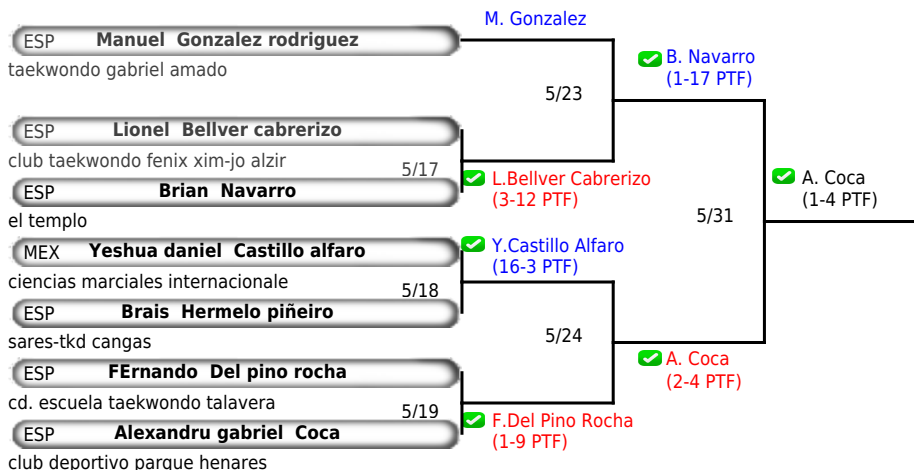 M. Gonzalez
ESP Manuel Gonzalez rodriguez
taekwondo gabriel amado
B. Navarro
(1-17 PTF)
5/23
ESP Lionel Bellver cabrerizo
club taekwondo fenix xim-jo alzir
5/17
ESP Brian Navarro
el templo
L.Bellver Cabrerizo
(3-12 PTF)
A. Coca
(1-4 PTF)
5/31
MEX Yeshua daniel Castillo alfaro
ciencias marciales internacionale
Y.Castillo Alfaro
(16-3 PTF)
5/18
ESP Brais Hermelo piñeiro
sares-tkd cangas
5/24
A. Coca
(2-4 PTF)
ESP FErnando Del pino rocha
cd. escuela taekwondo talavera
5/19
ESP Alexandru gabriel Coca
club deportivo parque henares
F.Del Pino Rocha
(1-9 PTF)